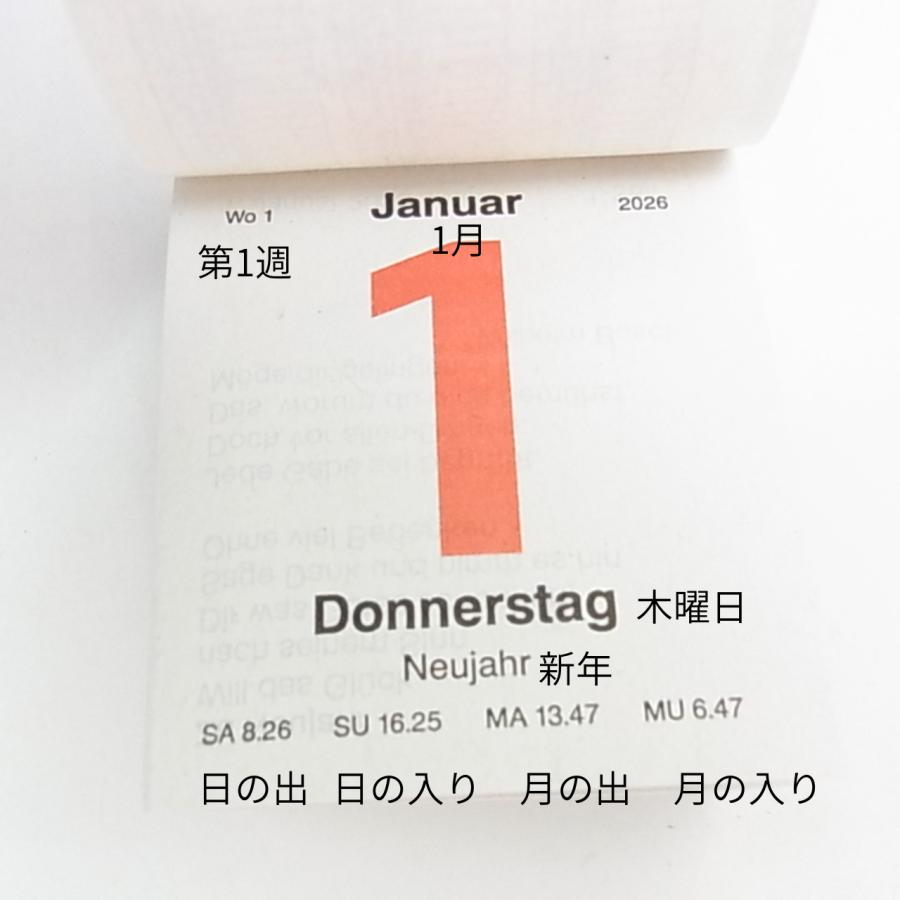 Wo 1 Januar 2026
第1週 1月
1
Donnerstag 木曜日
Neujahr 新年
SA 8.26 SU 16.25 MA 13.47 MU 6.47
日の出 日の入り 月の出 月の入り